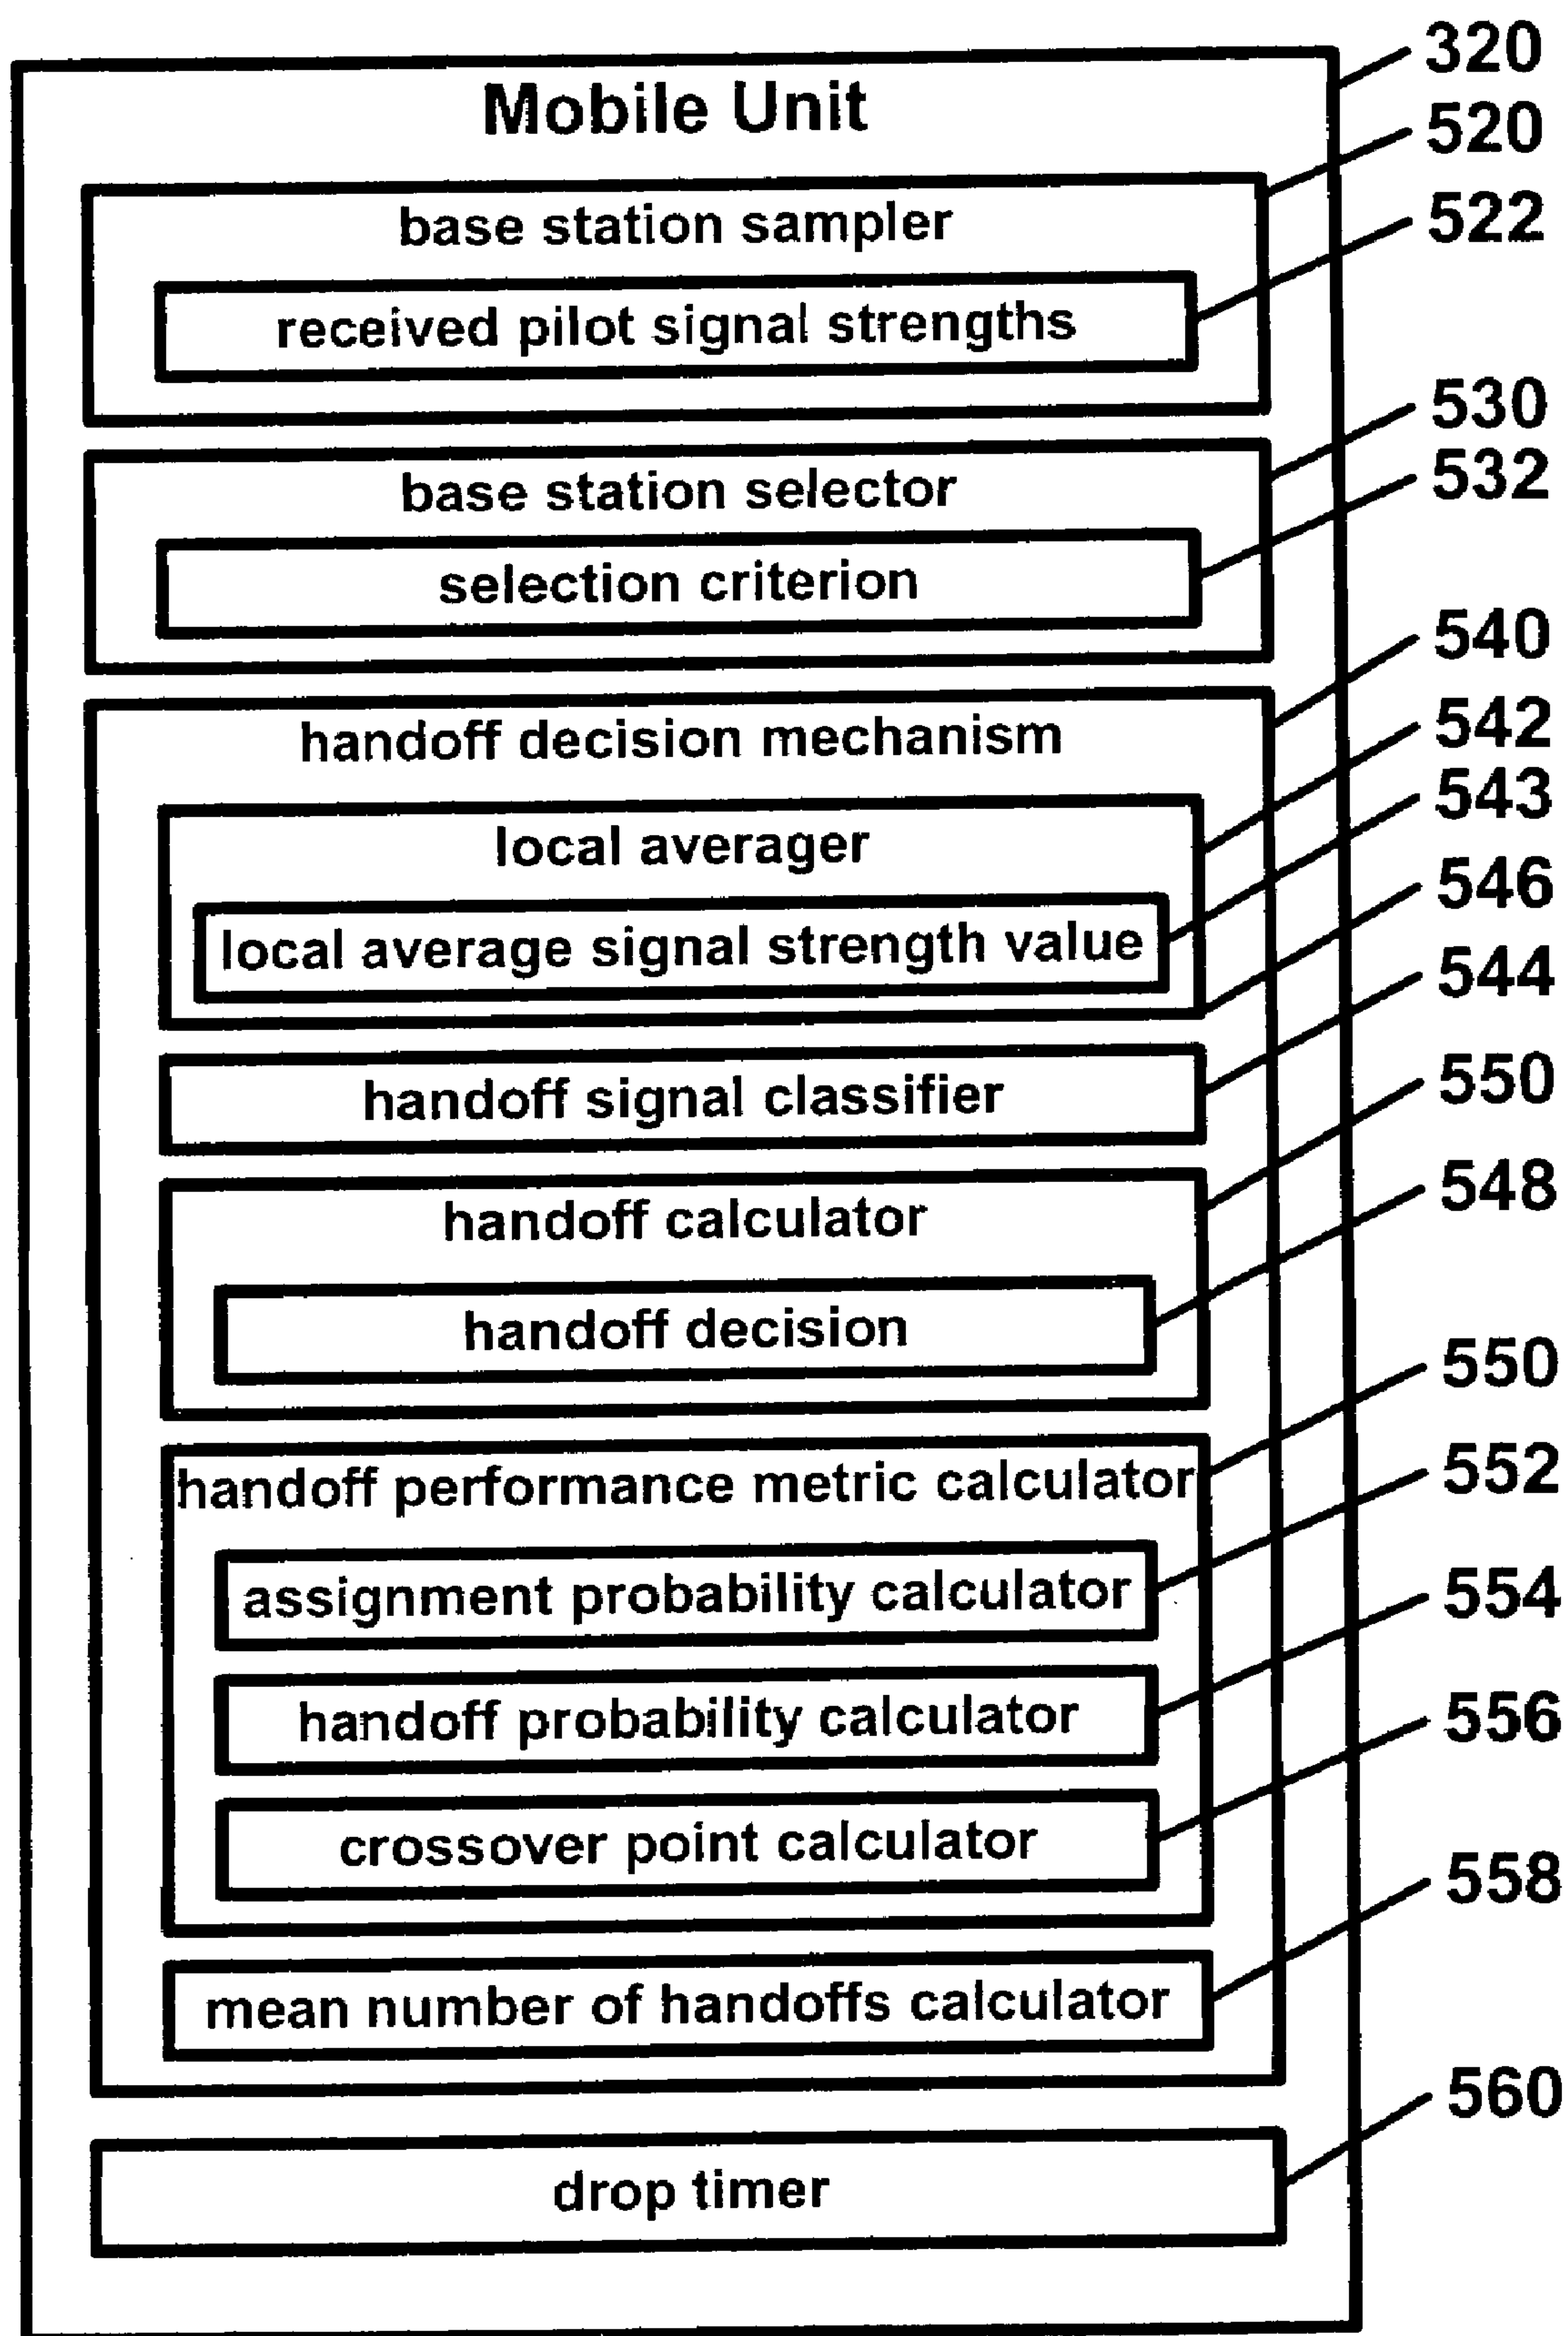 320
Mobile Unit
520
base station sampler
522
received pilot signal strengths
530
base station selector
532
selection criterion
540
handoff decision mechanism
542
local averager
543
local average signal strength value
546
544
handoff signal classifier
550
handoff calculator
548
handoff decision
550
handoff performance metric calculator
552
assignment probability calculator
554
handoff probability calculator
556
crossover point calculator
558
mean number of handoffs calculator
560
drop timer